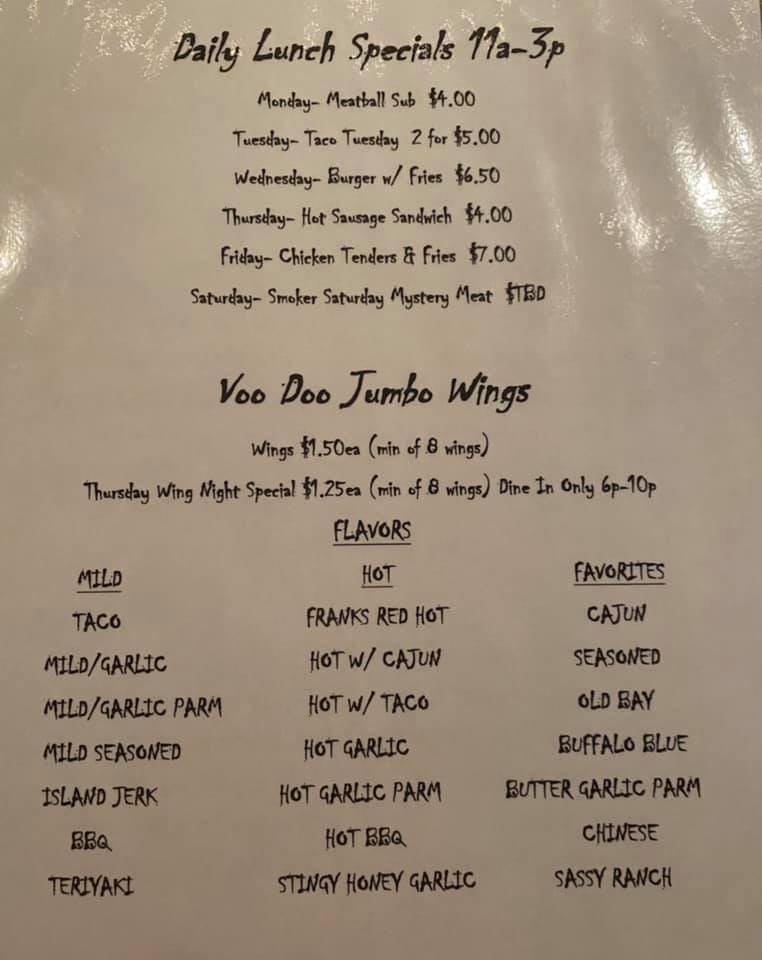 Daily Lunch Specials 11a-3p
Monday- Meatball Sub $4.00
Tuesday- Taco Tuesday 2 for $5.00
Wednesday- Burger w/ Fries $6.50
Thursday- Hot Sausage Sandwich $4.00
Friday- Chicken Tenders & Fries $7.00
Saturday- Smoker Saturday Mystery Meat $TBD
Voo Doo Jumbo Wings
Wings $1.50ea (min of 8 wings)
Thursday Wing Night Special $1.25ea (min of 8 wings) Dine In Only 6p-10p
FLAVORS
MILD HOT FAVORITES
TACO FRANKS RED HOT CAJUN
MILD/GARLIC HOT W/ CAJUN SEASONED
MILD/GARLIC PARM HOT W/ TACO OLD BAY
MILD SEASONED HOT GARLIC BUFFALO BLUE
ISLAND JERK HOT GARLIC PARM BUTTER GARLIC PARM
BBQ HOT BBQ CHINESE
TERIYAKI STINGY HONEY GARLIC SASSY RANCH